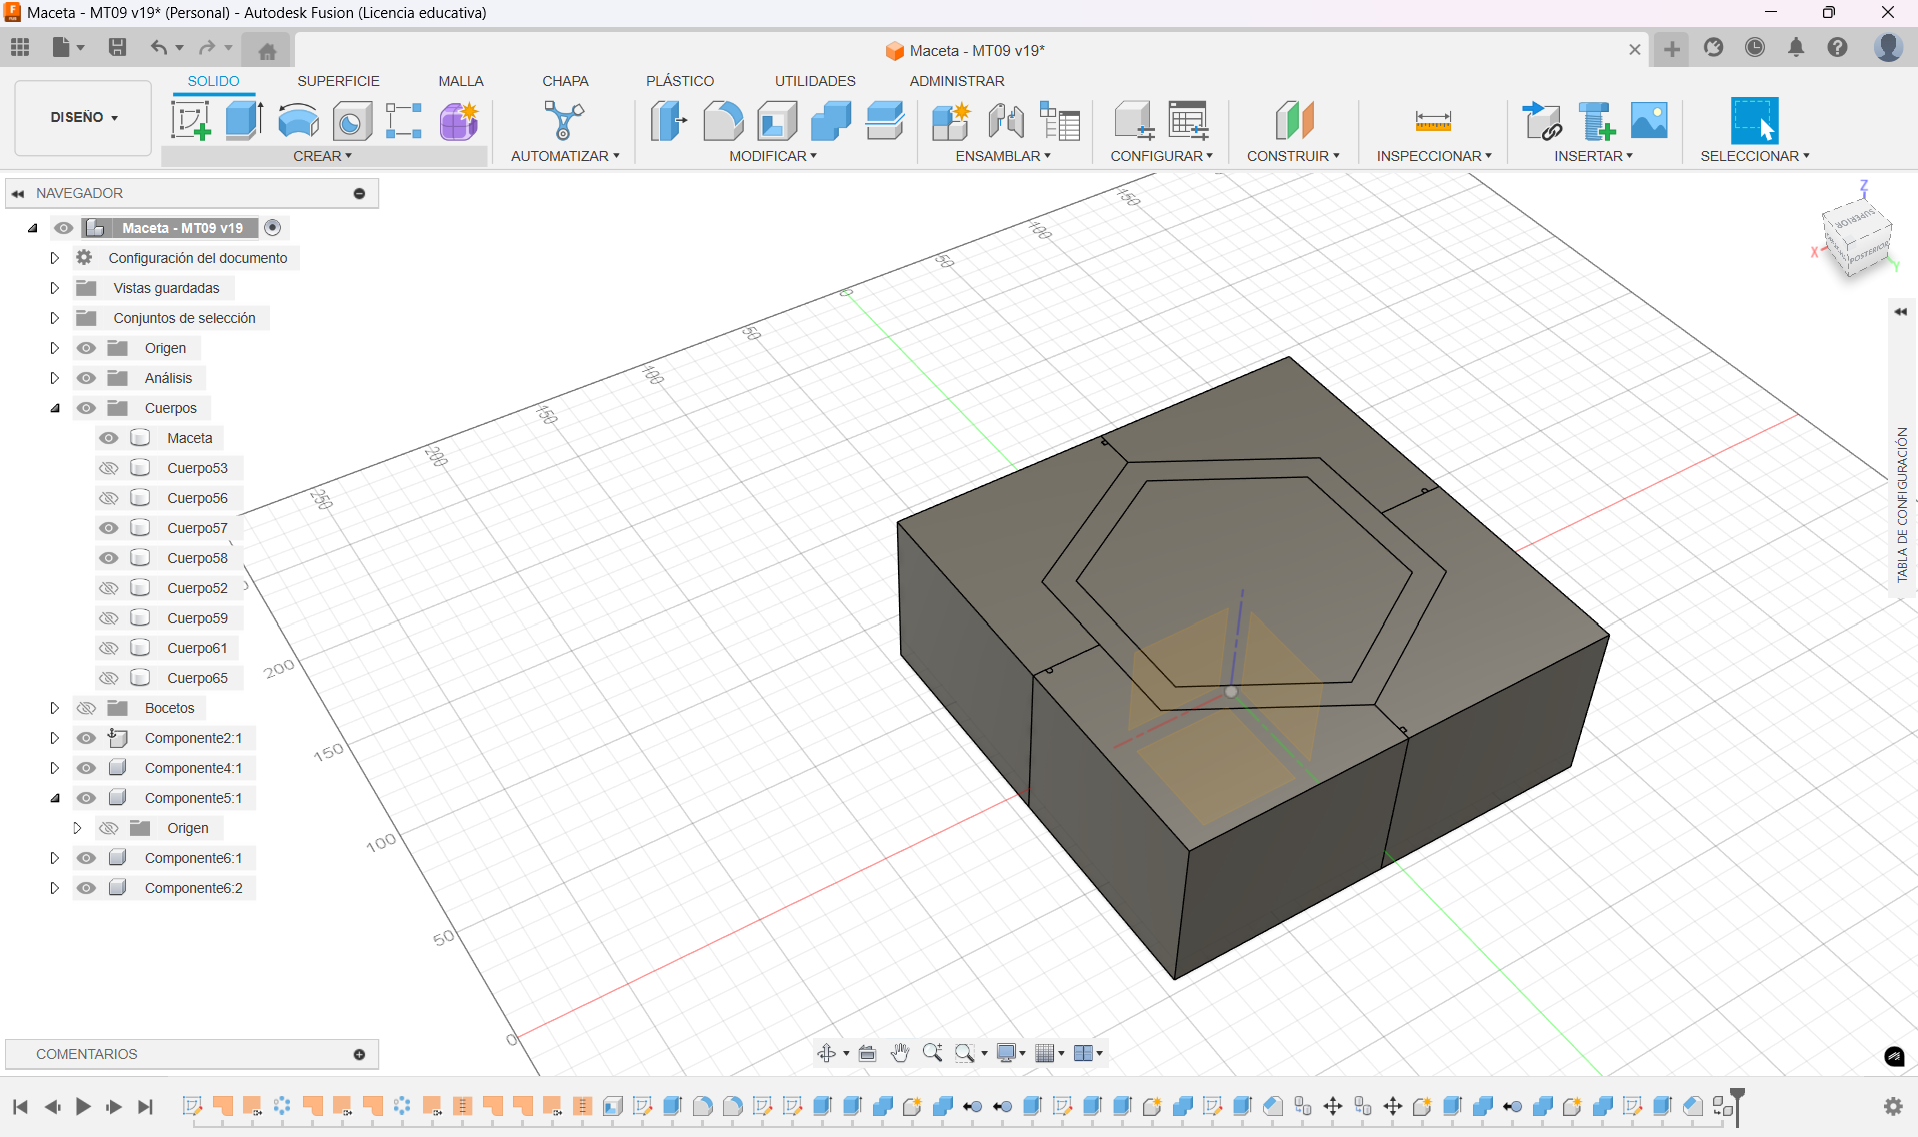 Maceta - MT09 v19* (Personal) - Autodesk Fusion (Licencia educativa)
Maceta - MT09 v19*
SOLIDO
SUPERFICIE
MALLA
CHAPA
PLÁSTICO
UTILIDADES
ADMINISTRAR
DISEÑO
CREAR
AUTOMATIZAR
MODIFICAR
ENSAMBLAR
CONFIGURAR
CONSTRUIR
INSPECCIONAR
INSERTAR
SELECCIONAR
NAVEGADOR
Maceta - MT09 v19
Configuración del documento
Vistas guardadas
Conjuntos de selección
Origen
Análisis
Cuerpos
Maceta
Cuerpo53
Cuerpo56
Cuerpo57
Cuerpo58
Cuerpo52
Cuerpo59
Cuerpo61
Cuerpo65
Bocetos
Componente2:1
Componente4:1
Componente5:1
Origen
Componente6:1
Componente6:2
150
100
50
0
50
100
150
200
250
200
150
100
50
0
Z
X
Y
SUPERIOR
POSTERIOR
TABLA DE CONFIGURACIÓN
COMENTARIOS